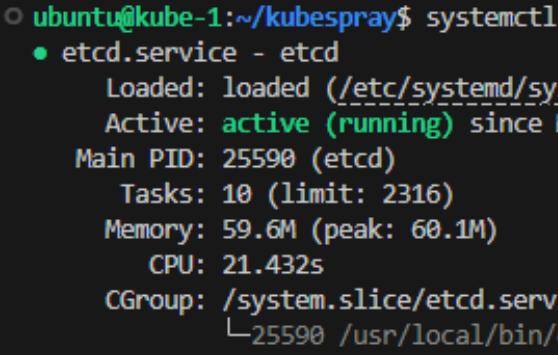 ubuntu@kube-1:~/kubespray$ systemctl
● etcd.service - etcd
Loaded: loaded (/etc/systemd/sy
Active: active (running) since
Main PID: 25590 (etcd)
Tasks: 10 (limit: 2316)
Memory: 59.6M (peak: 60.1M)
CPU: 21.432s
CGroup: /system.slice/etcd.serv
└─25590 /usr/local/bin/